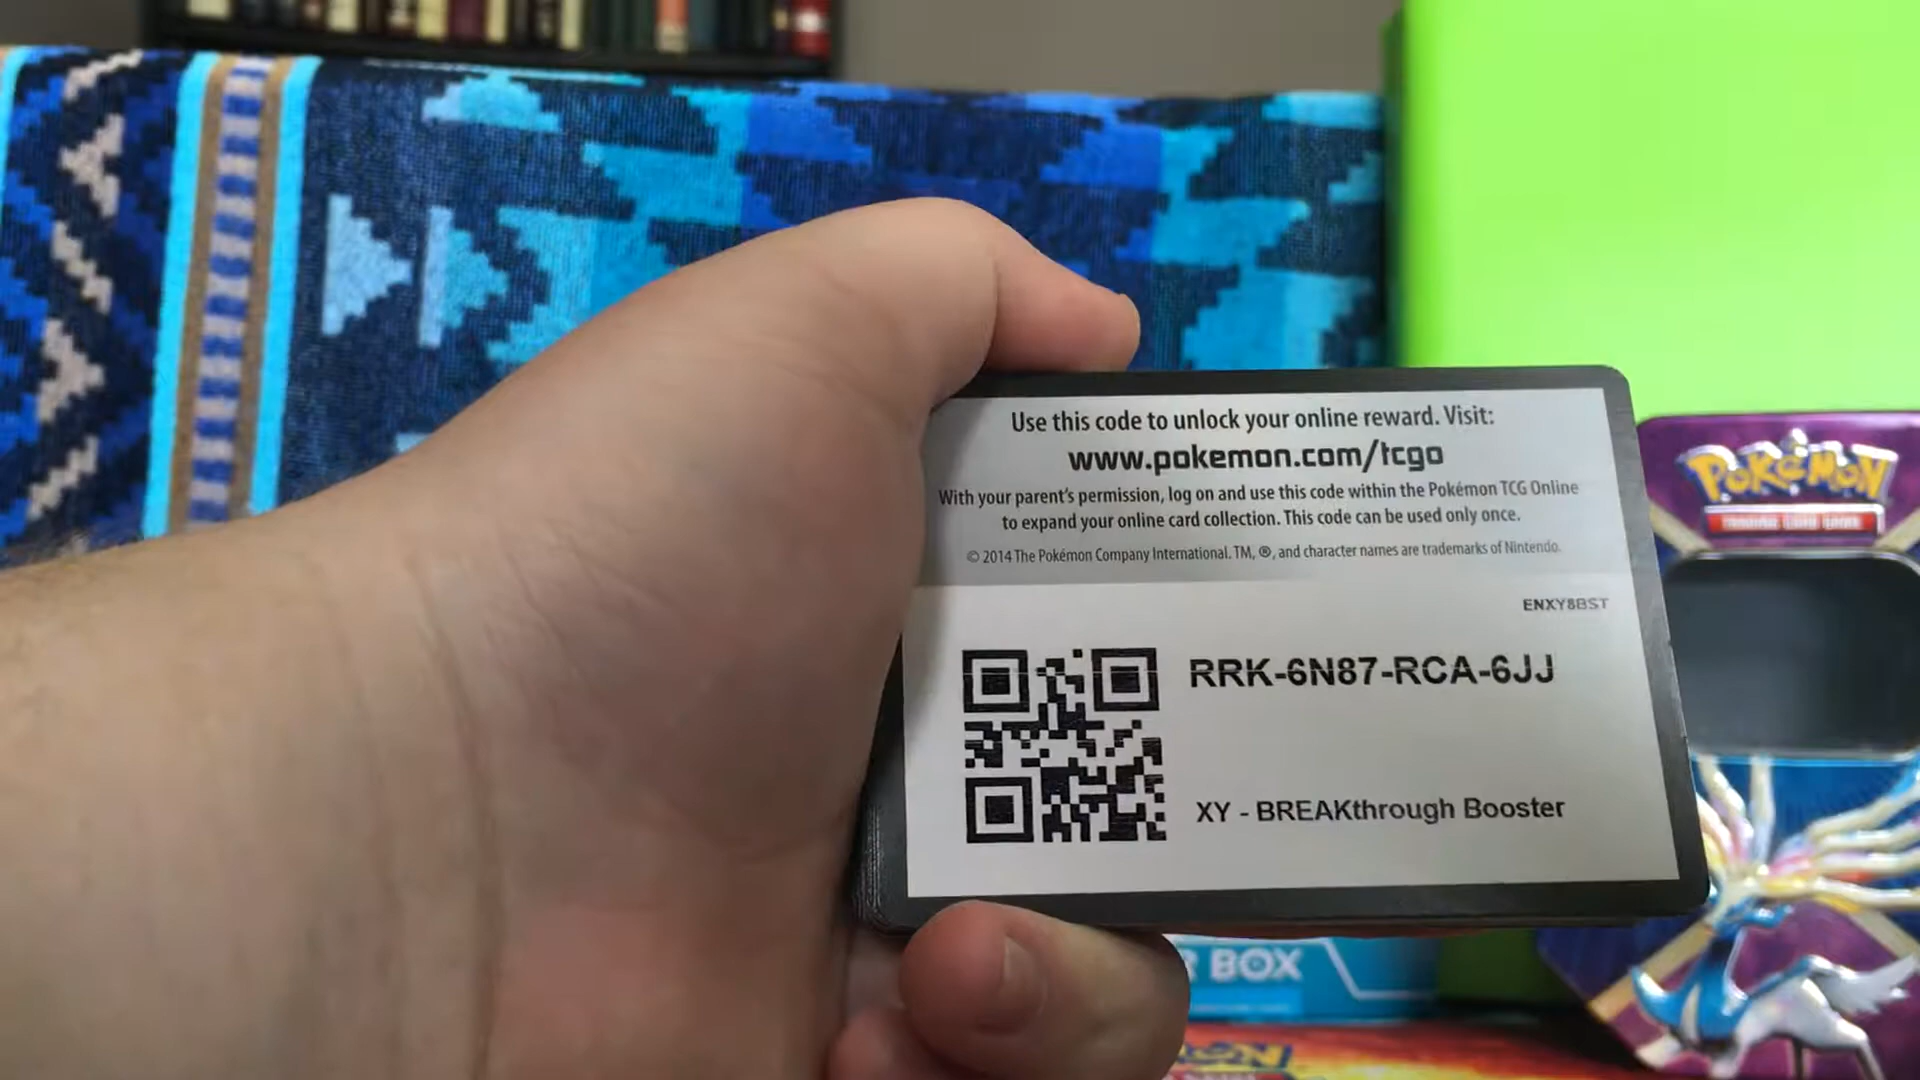 Use this code to unlock your online reward. Visit:
www.pokemon.com/tcgo
With your parent's permission, log on and use this code within the Pokémon TCG Online
to expand your online card collection. This code can be used only once.
© 2014 The Pokémon Company International. TM, ®, and character names are trademarks of Nintendo.
ENXY8BST
RRK-6N87-RCA-6JJ
XY - BREAKthrough Booster
POKéMON
TRADING CARD GAME
R BOX